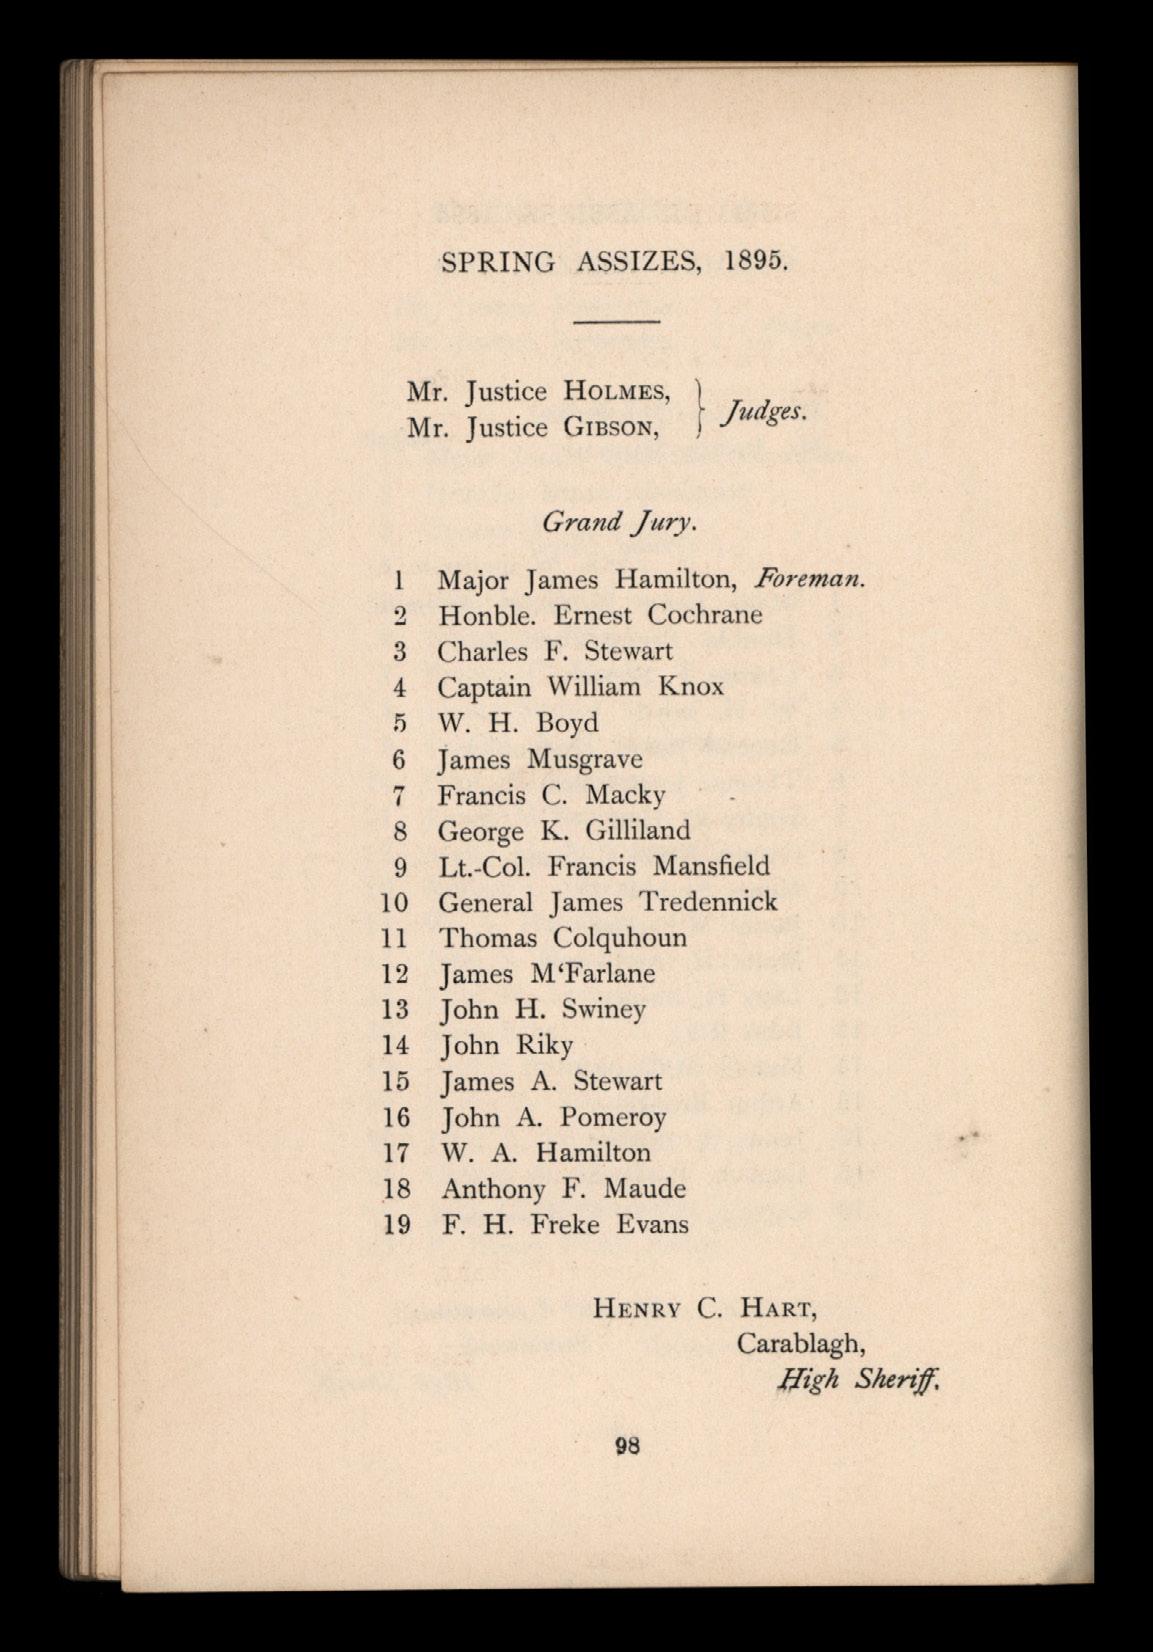 SPRING ASSIZES, 1895.
Mr. Justice HOLMES,
Mr. Justice GIBSON, } Judges.
Grand Jury.
1 Major James Hamilton, Foreman.
2 Honble. Ernest Cochrane
3 Charles F. Stewart
4 Captain William Knox
5 W. H. Boyd
6 James Musgrave
7 Francis C. Macky
8 George K. Gilliland
9 Lt.-Col. Francis Mansfield
10 General James Tredennick
11 Thomas Colquhoun
12 James M‘Farlane
13 John H. Swiney
14 John Riky
15 James A. Stewart
16 John A. Pomeroy
17 W. A. Hamilton
18 Anthony F. Maude
19 F. H. Freke Evans
HENRY C. HART,
Carablagh,
High Sheriff.
98